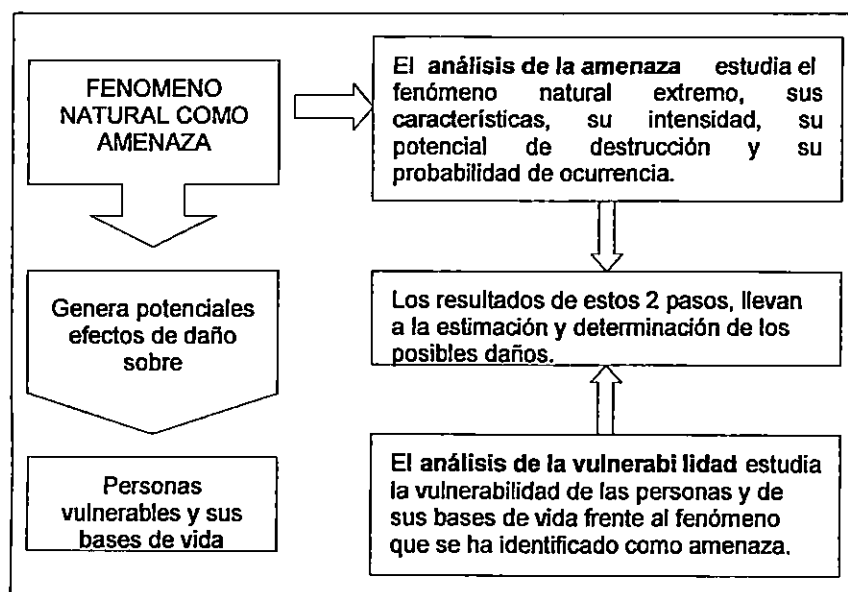 FENOMENO
NATURAL COMO
AMENAZA
El análisis de la amenaza estudia el
fenómeno natural extremo, sus
características, su intensidad, su
potencial de destrucción y su
probabilidad de ocurrencia.
Genera potenciales
efectos de daño
sobre
Los resultados de estos 2 pasos, llevan
a la estimación y determinación de los
posibles daños.
Personas
vulnerables y sus
bases de vida
El análisis de la vulnerabilidad estudia
la vulnerabilidad de las personas y de
sus bases de vida frente al fenómeno
que se ha identificado como amenaza.